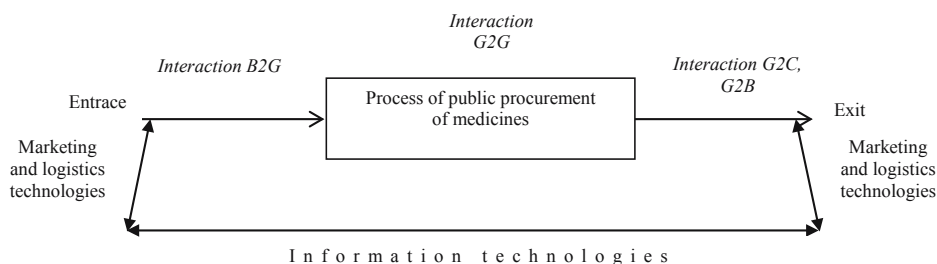 Interaction
G2G
Interaction B2G
Interaction G2C,
G2B
Entrace
Process of public procurement
of medicines
Exit
Marketing
and logistics
technologies
Marketing
and logistics
technologies
Information technologies